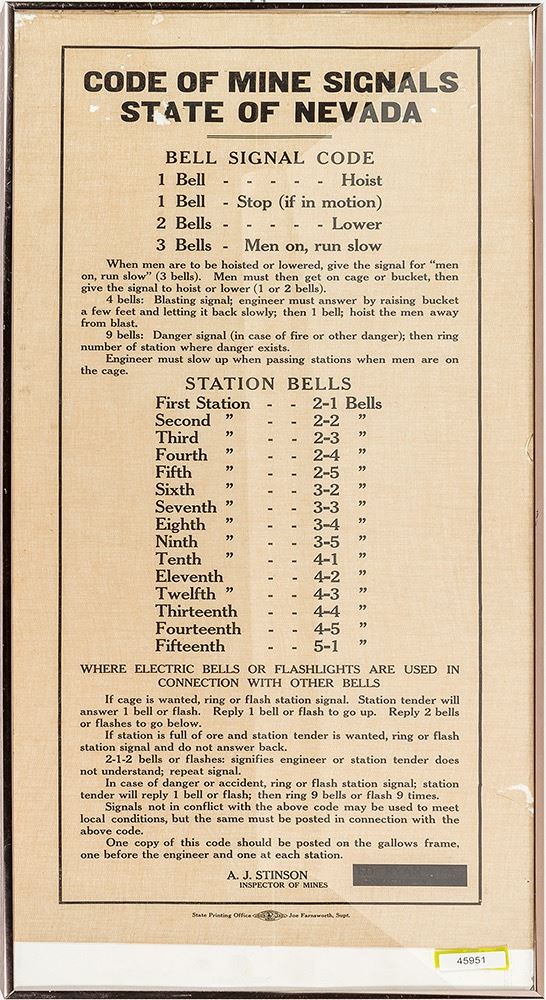 CODE OF MINE SIGNALS
STATE OF NEVADA
BELL SIGNAL CODE
1 Bell - - - - - Hoist
1 Bell - Stop (if in motion)
2 Bells - - - - - Lower
3 Bells - Men on, run slow
When men are to be hoisted or lowered, give the signal for "men
on, run slow" (3 bells). Men must then get on cage or bucket, then
give the signal to hoist or lower (1 or 2 bells).
4 bells: Blasting signal; engineer must answer by raising bucket
a few feet and letting it back slowly; then 1 bell; hoist the men away
from blast.
9 bells: Danger signal (in case of fire or other danger); then ring
number of station where danger exists.
Engineer must slow up when passing stations when men are on
the cage.
STATION BELLS
First Station - - 2-1 Bells
Second " - - 2-2 "
Third " - - 2-3 "
Fourth " - - 2-4 "
Fifth " - - 2-5 "
Sixth " - - 3-2 "
Seventh " - - 3-3 "
Eighth " - - 3-4 "
Ninth " - - 3-5 "
Tenth " - - 4-1 "
Eleventh - - 4-2 "
Twelfth " - - 4-3 "
Thirteenth - - 4-4 "
Fourteenth - - 4-5 "
Fifteenth - - 5-1 "
WHERE ELECTRIC BELLS OR FLASHLIGHTS ARE USED IN
CONNECTION WITH OTHER BELLS
If cage is wanted, ring or flash station signal. Station tender will
answer 1 bell or flash. Reply 1 bell or flash to go up. Reply 2 bells
or flashes to go below.
If station is full of ore and station tender is wanted, ring or flash
station signal and do not answer back.
2-1-2 bells or flashes: signifies engineer or station tender does
not understand; repeat signal.
In case of danger or accident, ring or flash station signal; station
tender will reply 1 bell or flash; then ring 9 bells or flash 9 times.
Signals not in conflict with the above code may be used to meet
local conditions, but the same must be posted in connection with the
above code.
One copy of this code should be posted on the gallows frame,
one before the engineer and one at each station.
A. J. STINSON
INSPECTOR OF MINES
State Printing Office Joe Farnsworth, Supt.
45951